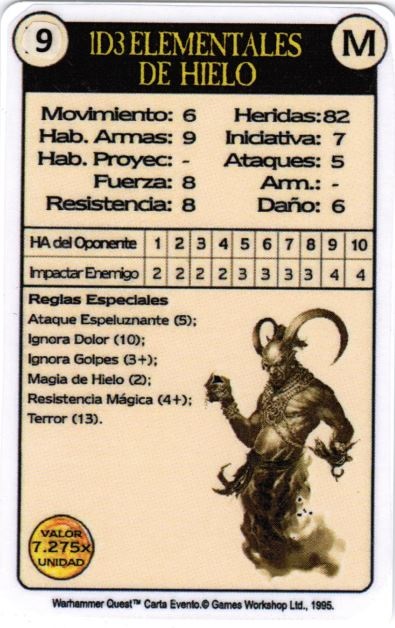 9
1D3 ELEMENTALES
DE HIELO
M
Movimiento: 6 Heridas: 82
Hab. Armas: 9 Iniciativa: 7
Hab. Proyec: - Ataques: 5
Fuerza: 8 Arm.: -
Resistencia: 8 Daño: 6
HA del Oponente 1 2 3 4 5 6 7 8 9 10
Impactar Enemigo 2 2 2 2 3 3 3 3 4 4
Reglas Especiales
Ataque Espeluznante (5);
Ignora Dolor (10);
Ignora Golpes (3+);
Magia de Hielo (2);
Resistencia Mágica (4+);
Terror (13).
VALOR
7.275x
UNIDAD
Warhammer Quest™ Carta Evento.© Games Workshop Ltd., 1995.